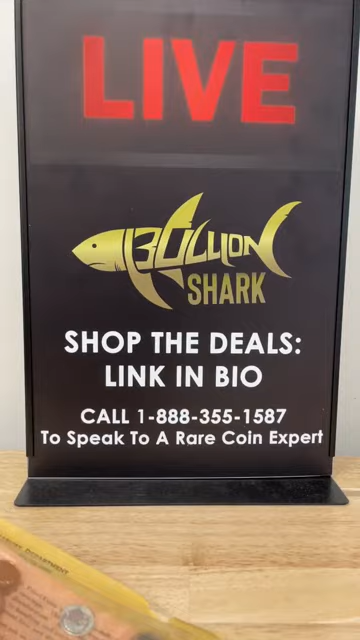 LIVE
BULLION
SHARK
SHOP THE DEALS:
LINK IN BIO
CALL 1-888-355-1587
To Speak To A Rare Coin Expert